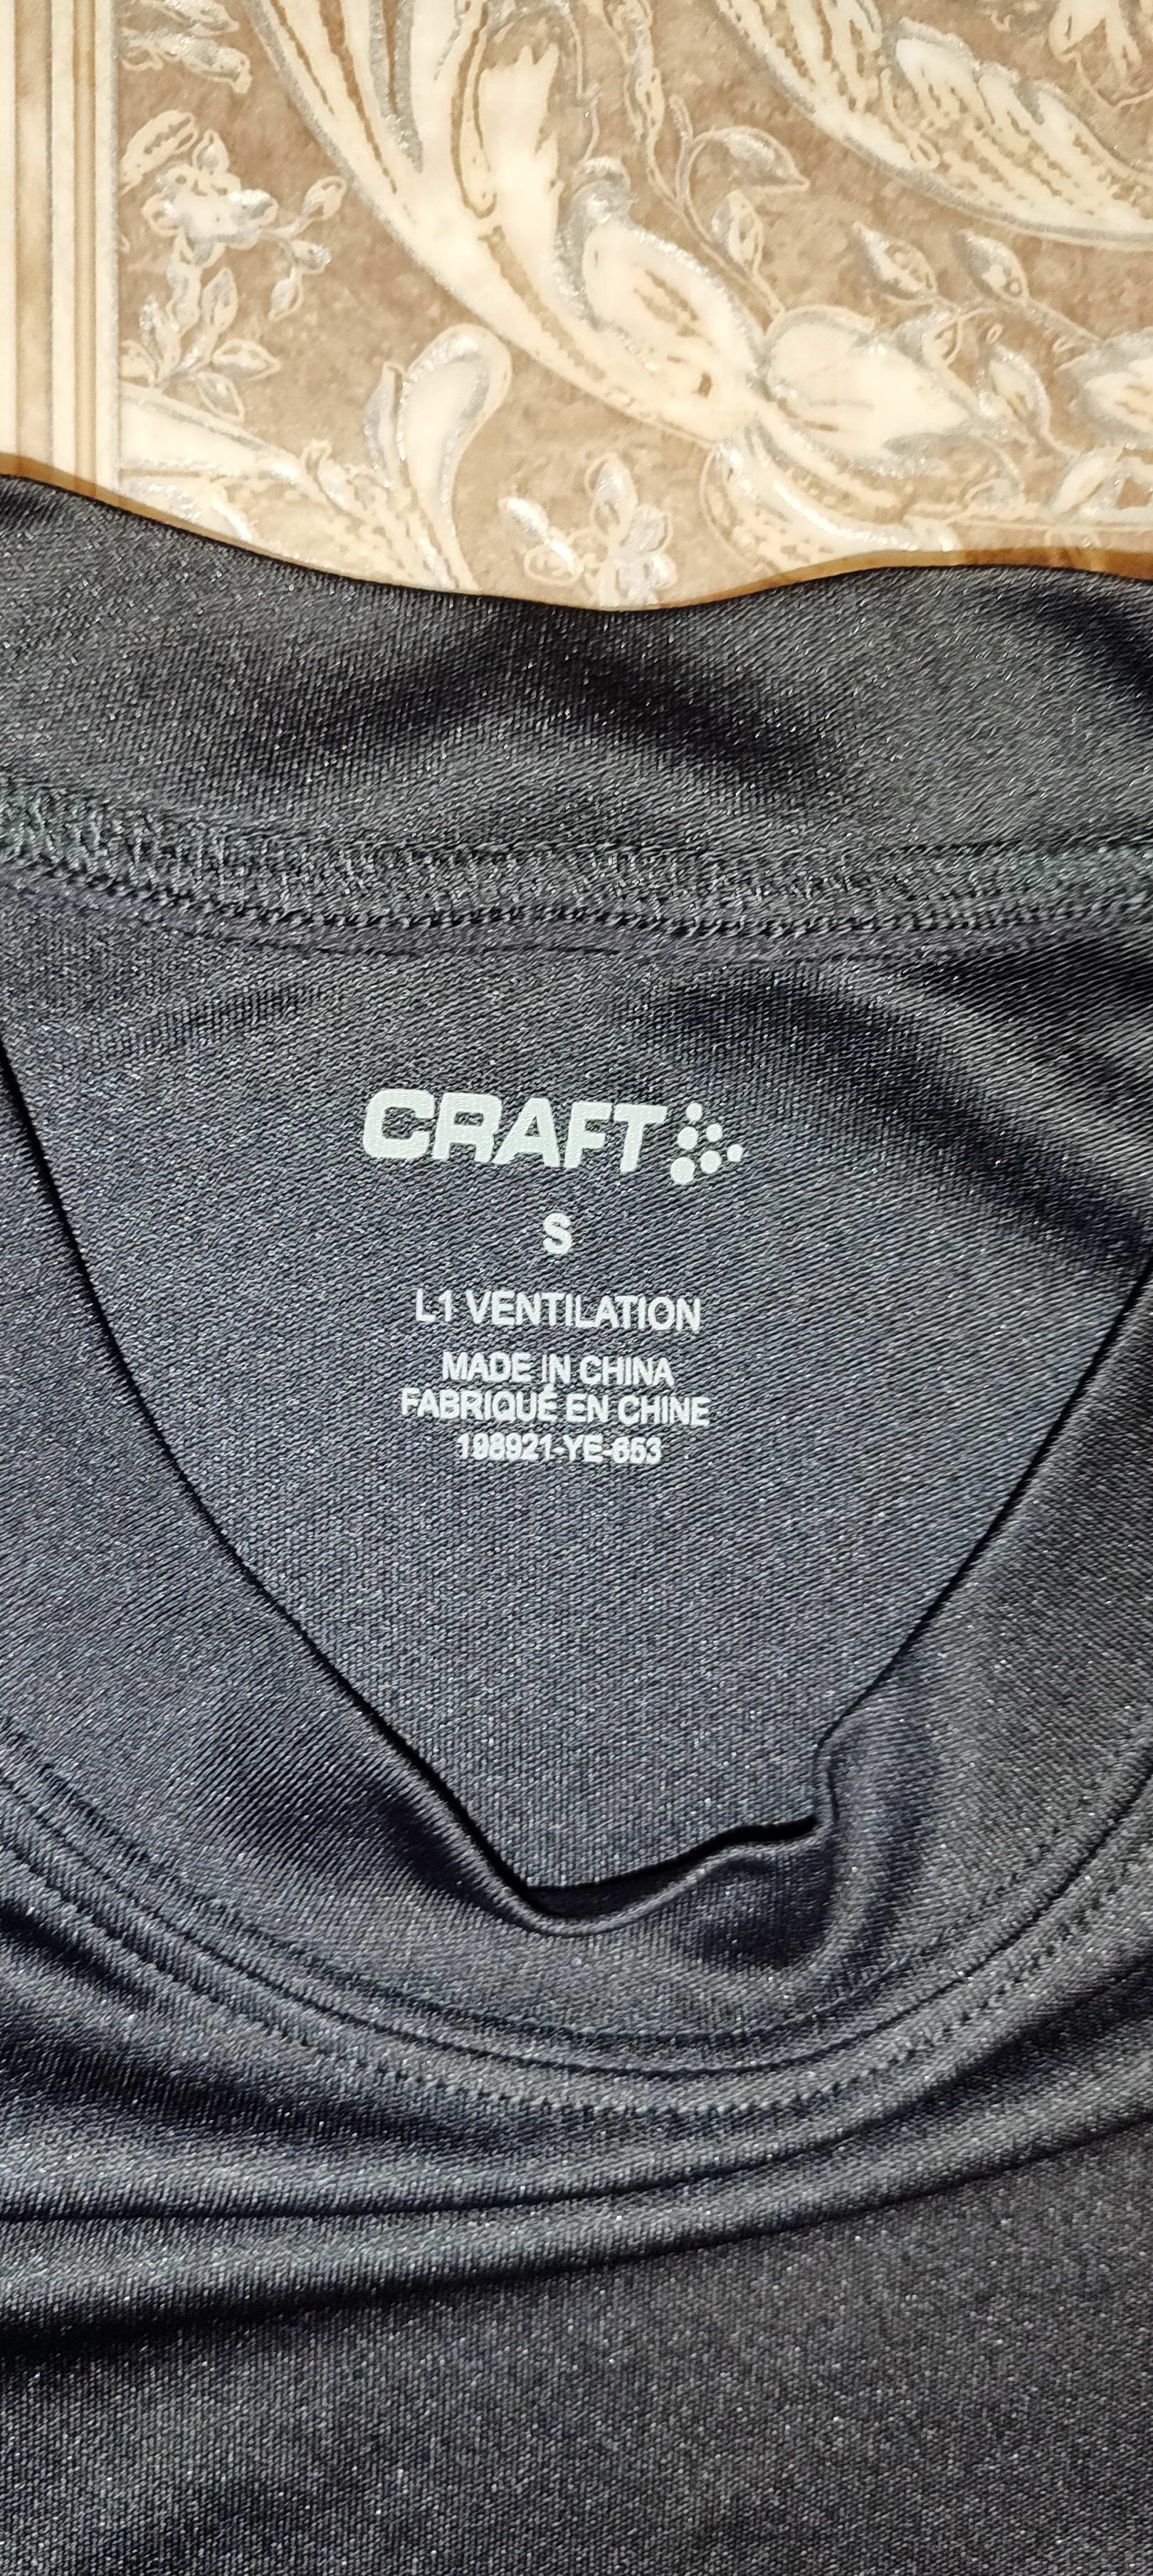 CRAFT
S
L1 VENTILATION
MADE IN CHINA
FABRIQUÉ EN CHINE
198921-YE-653